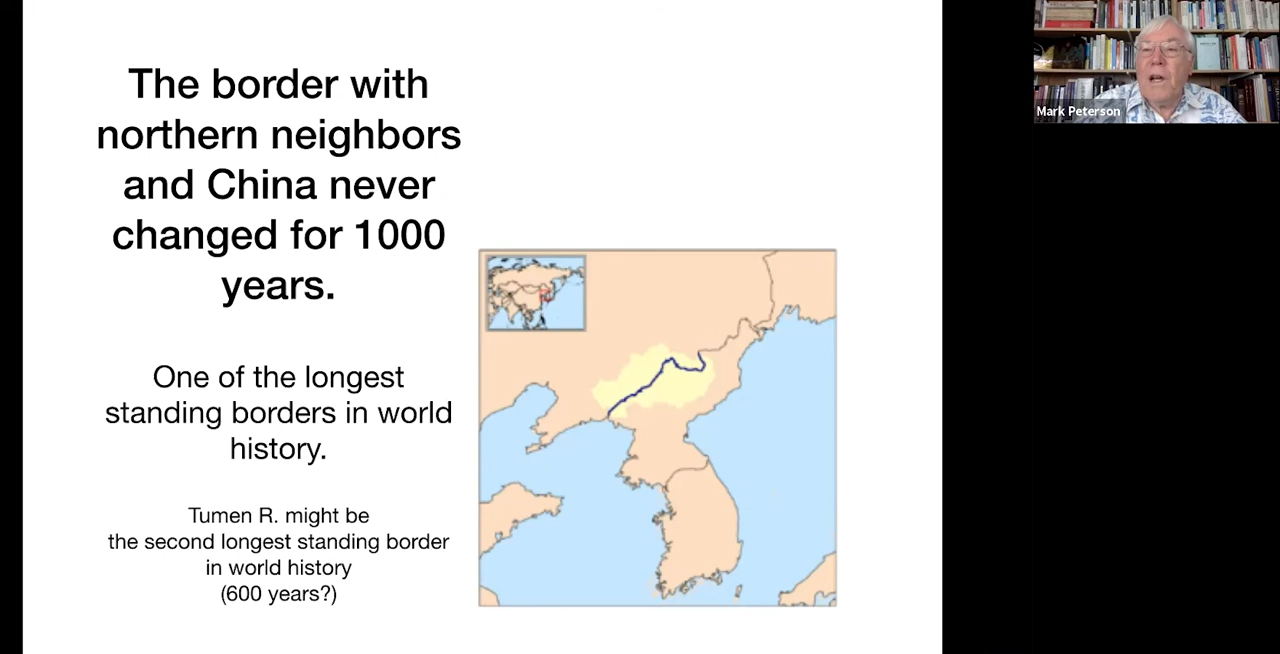 The border with
northern neighbors
and China never
changed for 1000
years.
One of the longest
standing borders in world
history.
Tumen R. might be
the second longest standing border
in world history
(600 years?)
Mark Peterson